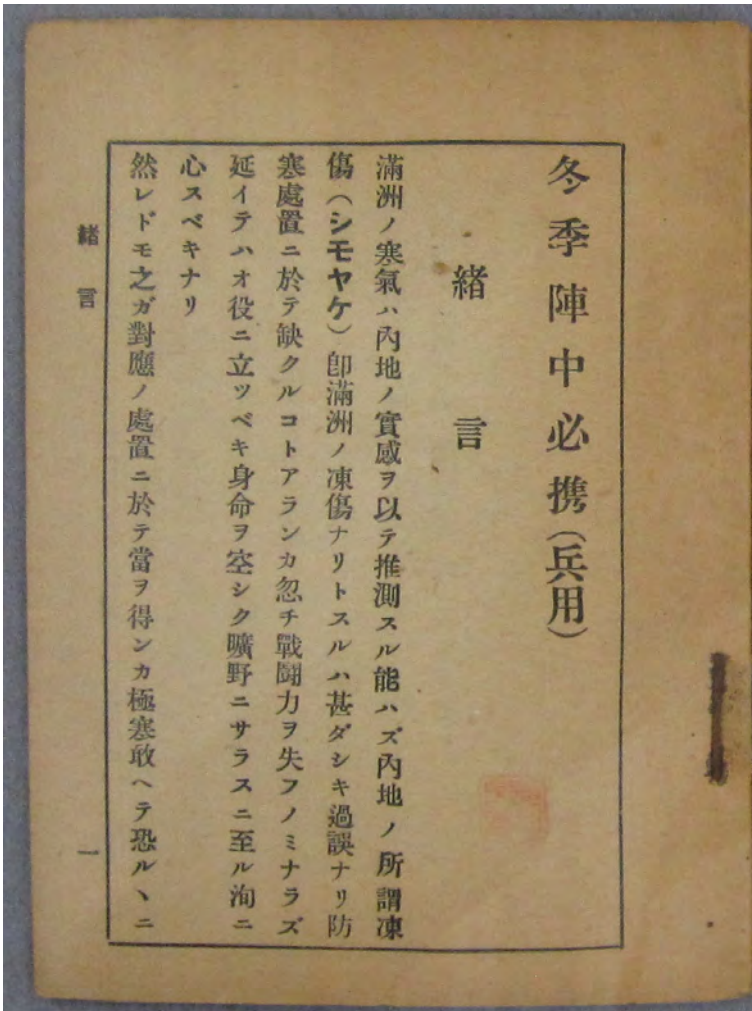 冬季陣中必携（兵用）
緒言
滿洲ノ寒氣ハ內地ノ實感ヲ以テ推測スル能ハズ內地ノ所謂凍
傷（シモヤケ）卽滿洲ノ凍傷ナリトスルハ甚ダシキ過誤ナリ防
寒處置ニ於テ缺クルコトアランカ忽チ戰鬪力ヲ失フノミナラズ
延イテハオ役ニ立ツベキ身命ヲ空シク曠野ニサラスニ至ル洵ニ
心スベキナリ
然レドモ之ガ對應ノ處置ニ於テ當ヲ得ンカ極寒敢ヘテ恐ルヽニ
緒言
一